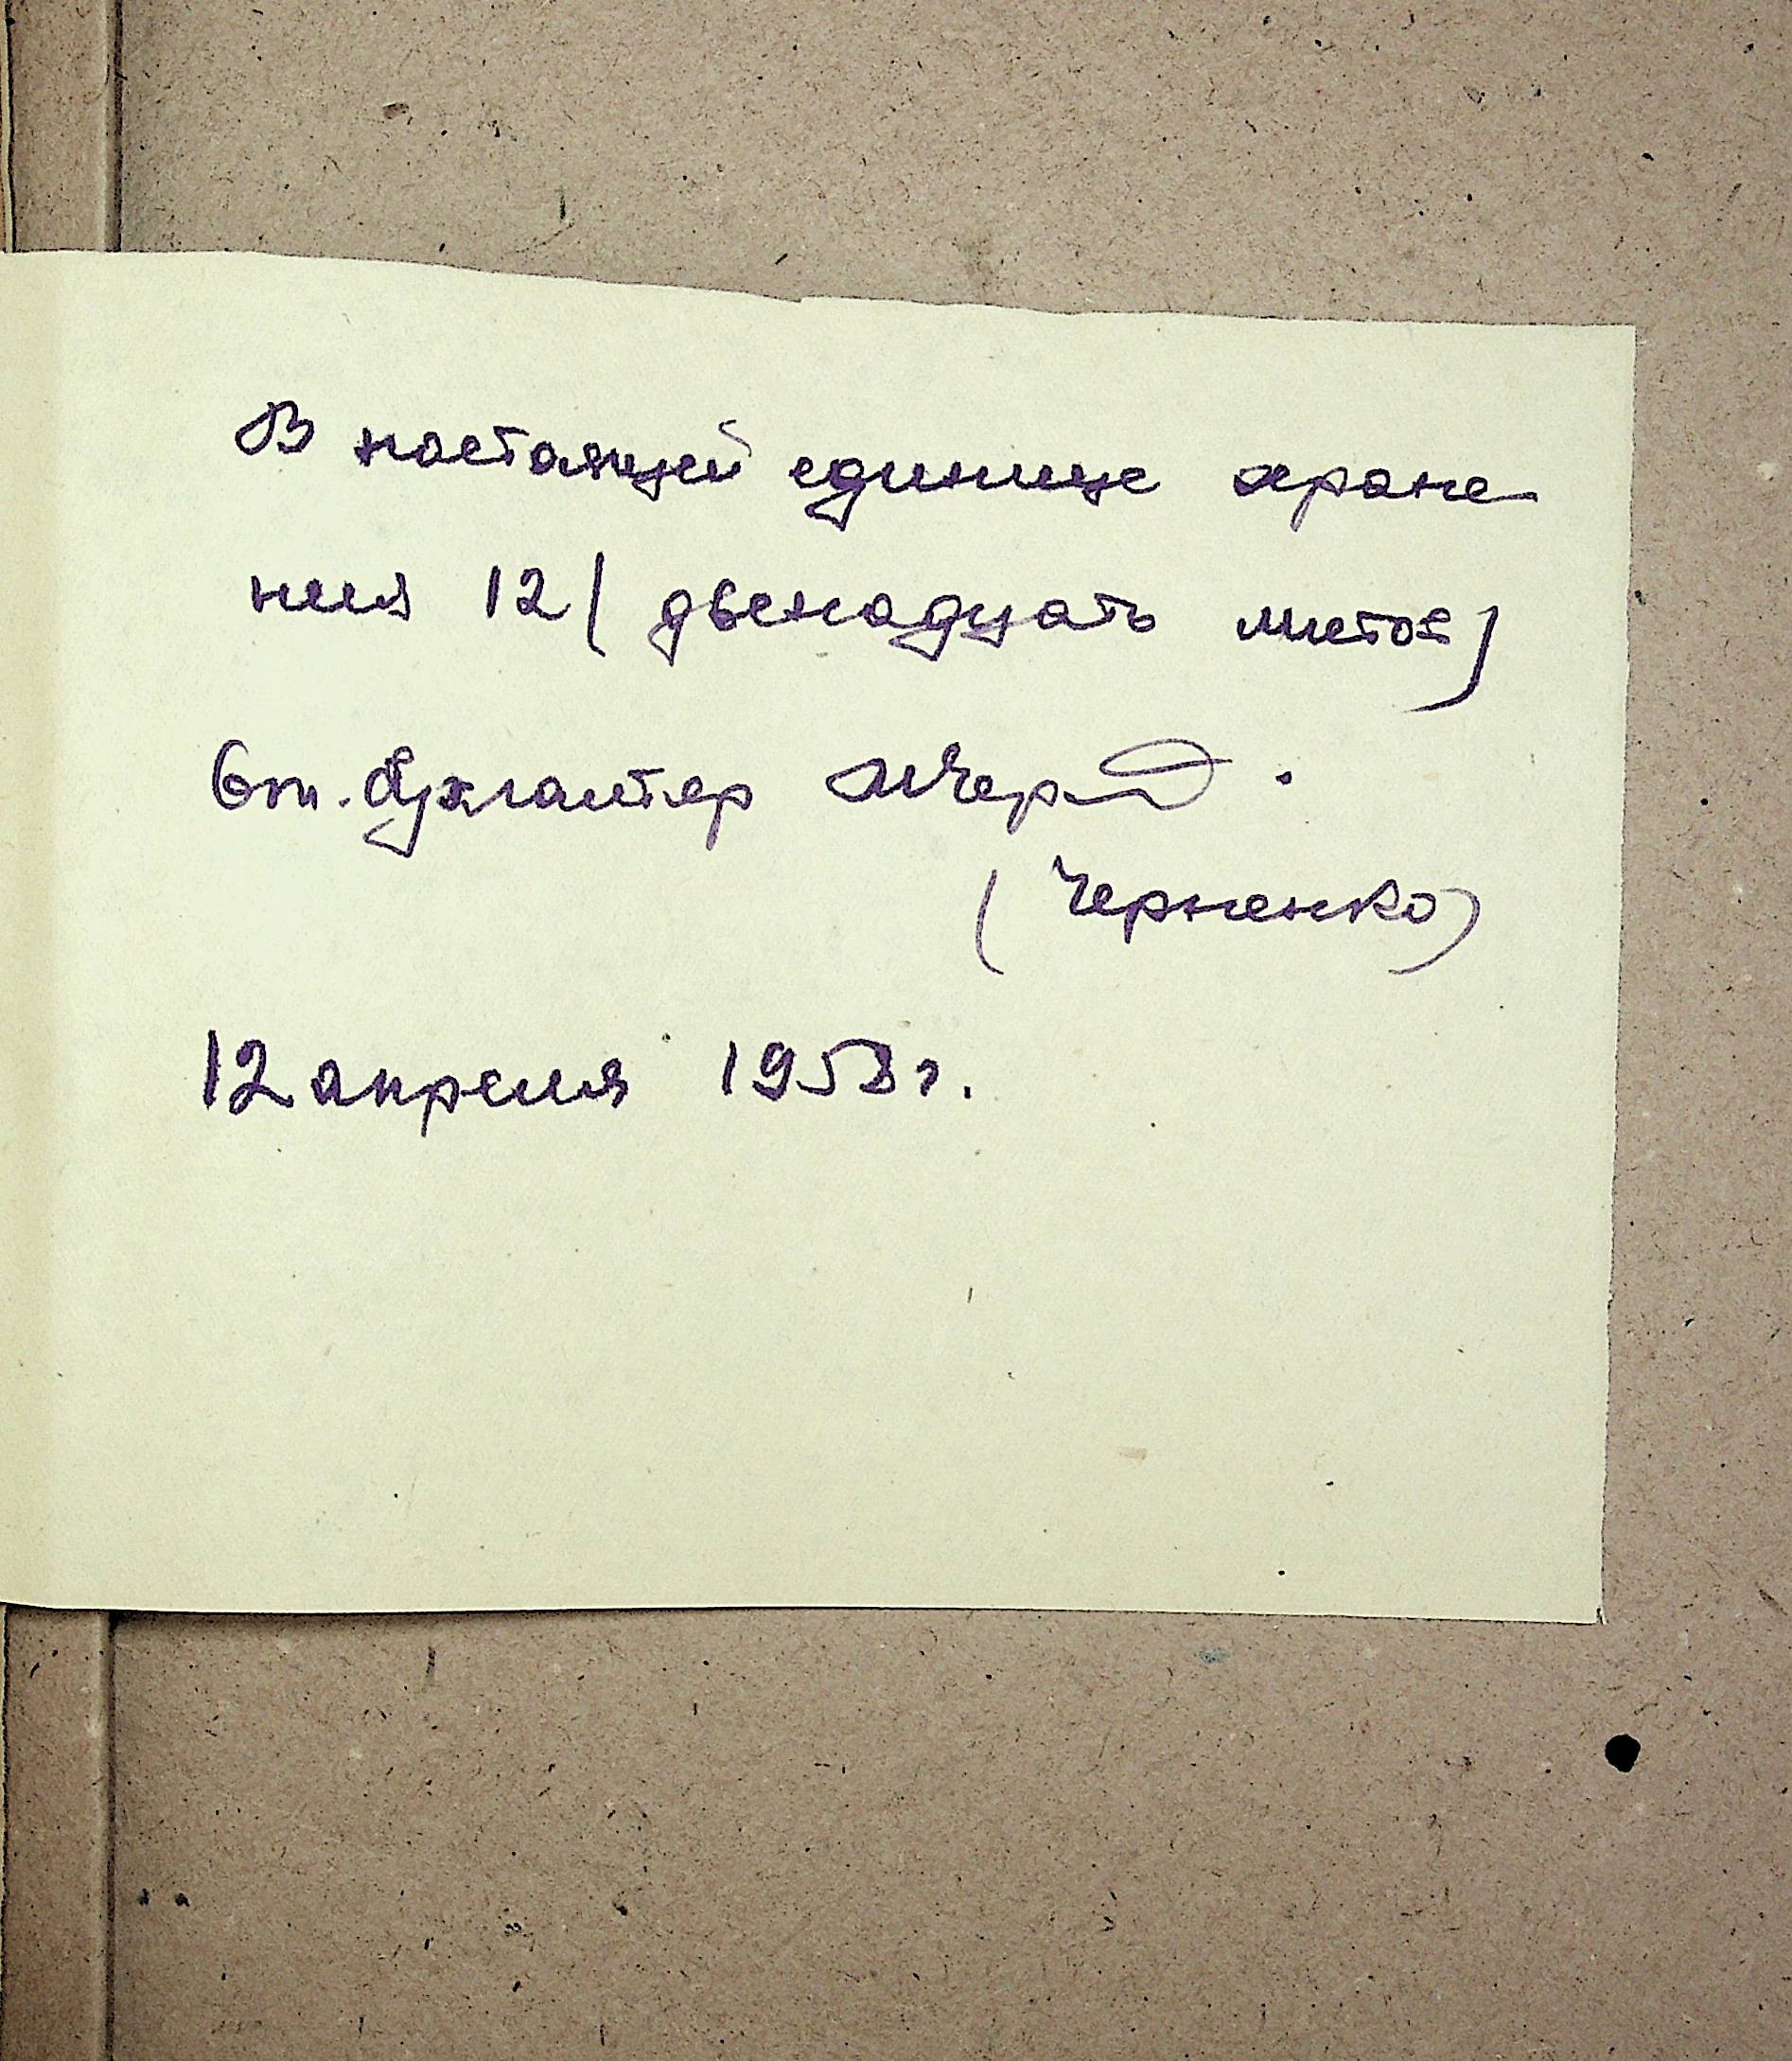 В настоящей единице хране-
ния 12 (двенадцать листов)
Ст. бухгалтер
(Черненко)
12 апреля 1953 г.